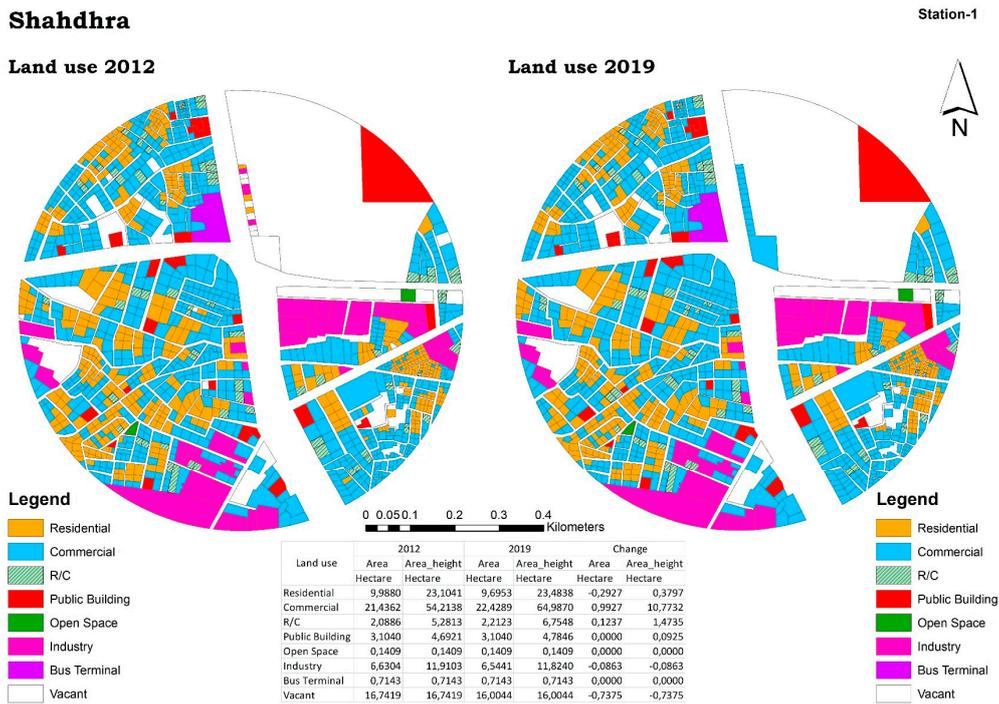 Shahdhra
Station-1
Land use 2012
Land use 2019
N
Legend
Residential
Commercial
R/C
Public Building
Open Space
Industry
Bus Terminal
Vacant
0 0.05 0.1 0.2 0.3 0.4
Kilometers
Legend
Residential
Commercial
R/C
Public Building
Open Space
Industry
Bus Terminal
Vacant
Land use 2012 2019 Change
Area Area_height Area Area_height Area Area_height
Hectare Hectare Hectare Hectare Hectare Hectare
Residential 9,9880 23,1041 9,6953 23,4838 -0,2927 0,3797
Commercial 21,4362 54,2138 22,4289 64,9870 0,9927 10,7732
R/C 2,0886 5,2813 2,2123 6,7548 0,1237 1,4735
Public Building 3,1040 4,6921 3,1040 4,7846 0,0000 0,0925
Open Space 0,1409 0,1409 0,1409 0,1409 0,0000 0,0000
Industry 6,6304 11,9103 6,5441 11,8240 -0,0863 -0,0863
Bus Terminal 0,7143 0,7143 0,7143 0,7143 0,0000 0,0000
Vacant 16,7419 16,7419 16,0044 16,0044 -0,7375 -0,7375